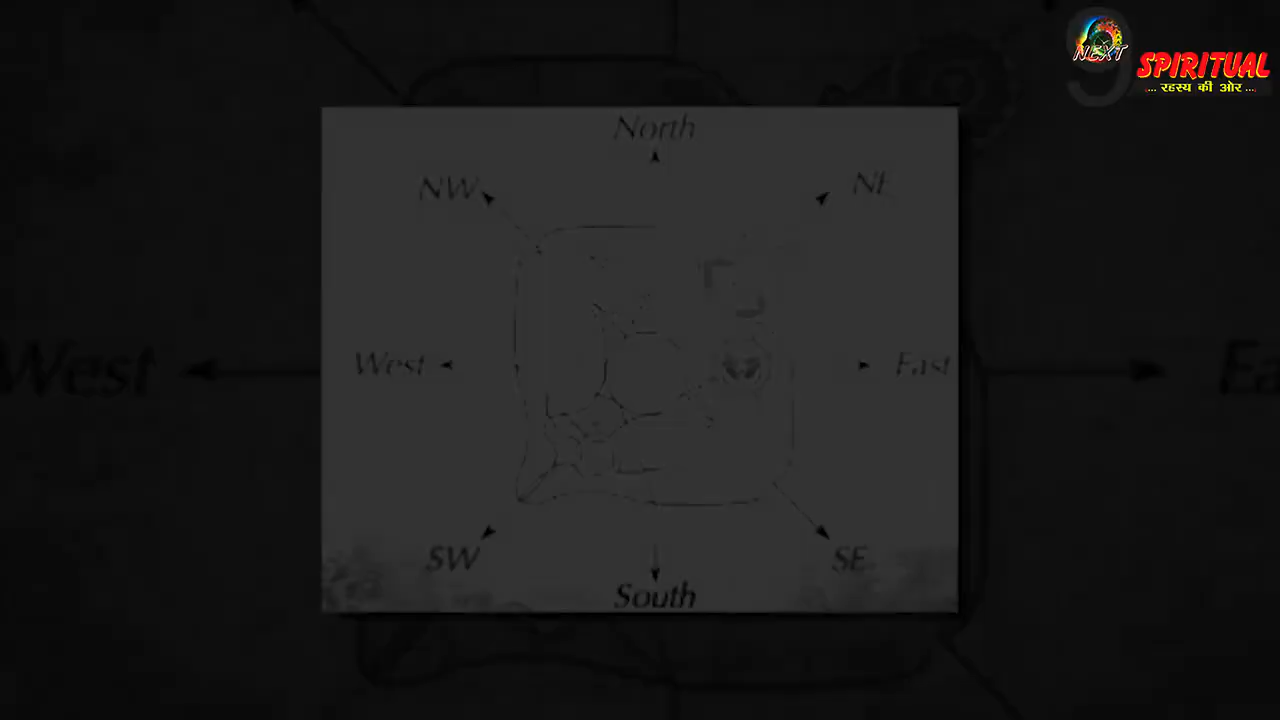 NEXT
SPIRITUAL
... रहस्य की ओर ...
North
NW
NE
West
East
SW
SE
South
West